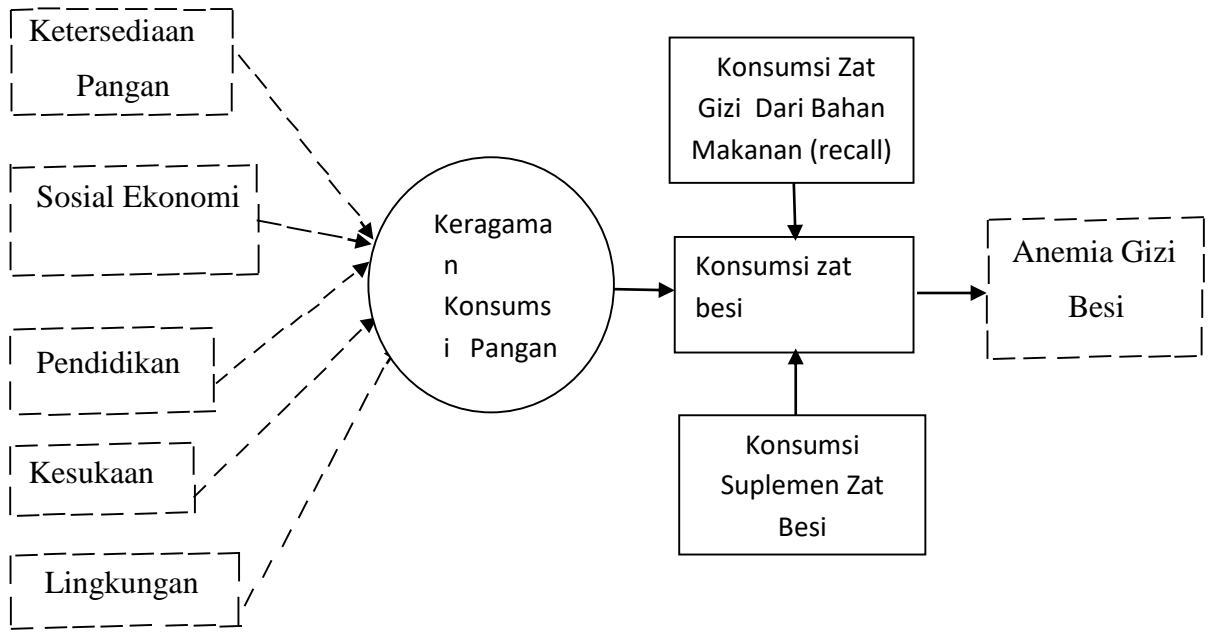 Ketersediaan
Pangan
Sosial Ekonomi
Pendidikan
Kesukaan
Lingkungan
Keragama
n
Konsums
i Pangan
Konsumsi Zat
Gizi Dari Bahan
Makanan (recall)
Konsumsi zat
besi
Konsumsi
Suplemen Zat
Besi
Anemia Gizi
Besi